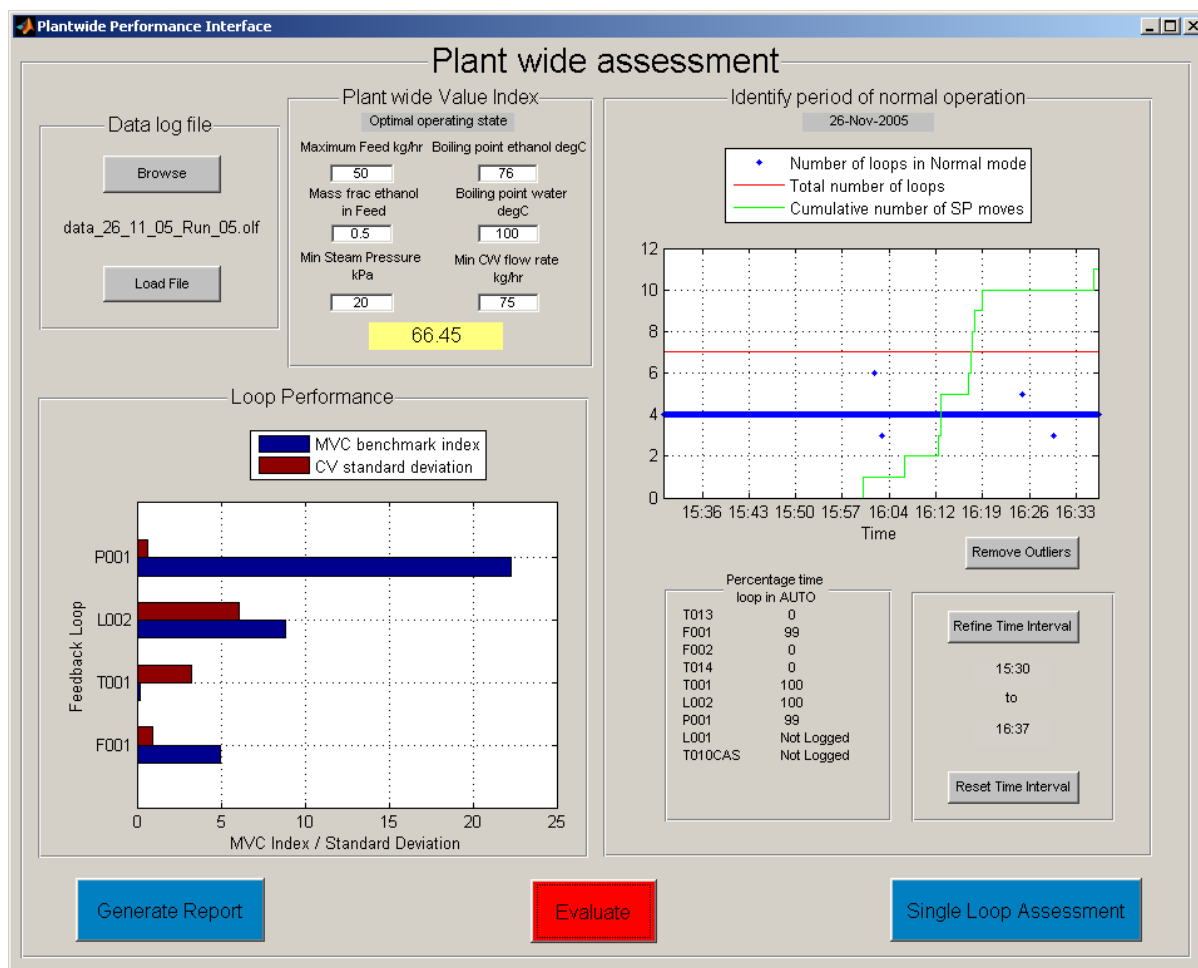 Plantwide Performance Interface
Plant wide assessment
Data log file
Browse
data_26_11_05_Run_05.olf
Load File
Plant wide Value Index
Optimal operating state
Maximum Feed kg/hr Boiling point ethanol degC
50 76
Mass frac ethanol Boiling point water
in Feed degC
0.5 100
Min Steam Pressure Min CW flow rate
kPa kg/hr
20 75
66.45
Loop Performance
MVC benchmark index
CV standard deviation
Feedback Loop
P001
L002
T001
F001
0 5 10 15 20 25
MVC Index / Standard Deviation
Identify period of normal operation
26-Nov-2005
Number of loops in Normal mode
Total number of loops
Cumulative number of SP moves
12
10
8
6
4
2
0
15:36 15:43 15:50 15:57 16:04 16:12 16:19 16:26 16:33
Time
Remove Outliers
Percentage time
loop in AUTO
T013 0
F001 99
F002 0
T014 0
T001 100
L002 100
P001 99
L001 Not Logged
T010CAS Not Logged
Refine Time Interval
15:30
to
16:37
Reset Time Interval
Generate Report
Evaluate
Single Loop Assessment